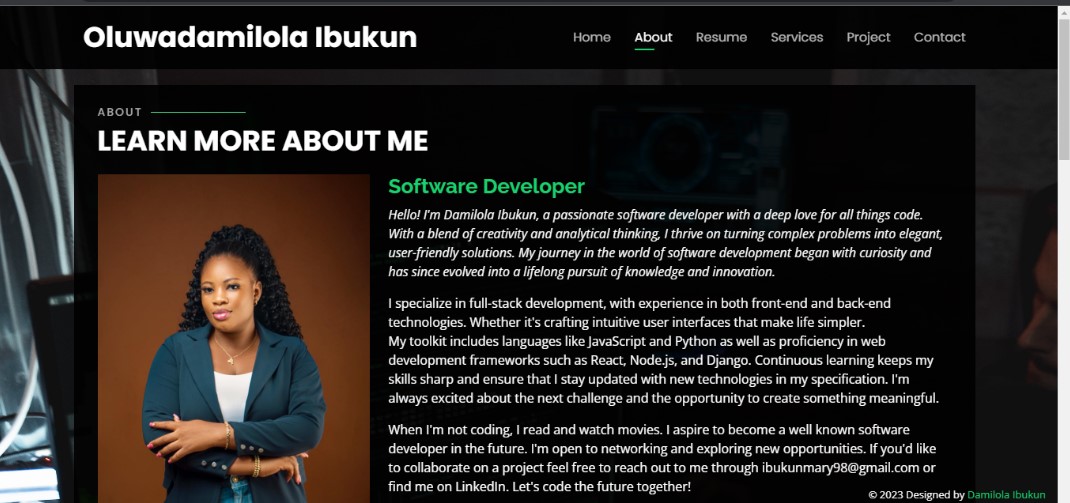 Oluwadamilola Ibukun
Home About Resume Services Project Contact
ABOUT
LEARN MORE ABOUT ME
Software Developer
Hello! I'm Damilola Ibukun, a passionate software developer with a deep love for all things code.
With a blend of creativity and analytical thinking, I thrive on turning complex problems into elegant,
user-friendly solutions. My journey in the world of software development began with curiosity and
has since evolved into a lifelong pursuit of knowledge and innovation.
I specialize in full-stack development, with experience in both front-end and back-end
technologies. Whether it's crafting intuitive user interfaces that make life simpler.
My toolkit includes languages like JavaScript and Python as well as proficiency in web
development frameworks such as React, Node.js, and Django. Continuous learning keeps my
skills sharp and ensure that I stay updated with new technologies in my specification. I'm
always excited about the next challenge and the opportunity to create something meaningful.
When I'm not coding, I read and watch movies. I aspire to become a well known software
developer in the future. I'm open to networking and exploring new opportunities. If you'd like
to collaborate on a project feel free to reach out to me through ibukunmary98@gmail.com or
find me on LinkedIn. Let's code the future together!
© 2023 Designed by Damilola Ibukun